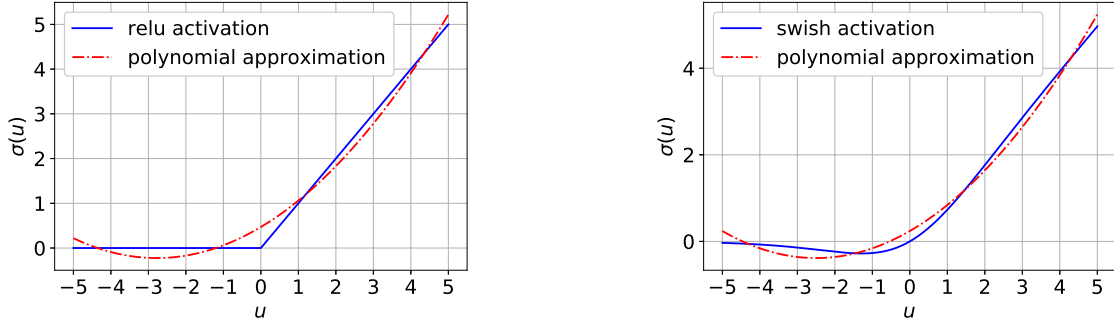 relu activation
polynomial approximation
5
4
3
2
1
0
σ(u)
−5 −4 −3 −2 −1 0 1 2 3 4 5
u
swish activation
polynomial approximation
4
2
0
σ(u)
−5 −4 −3 −2 −1 0 1 2 3 4 5
u